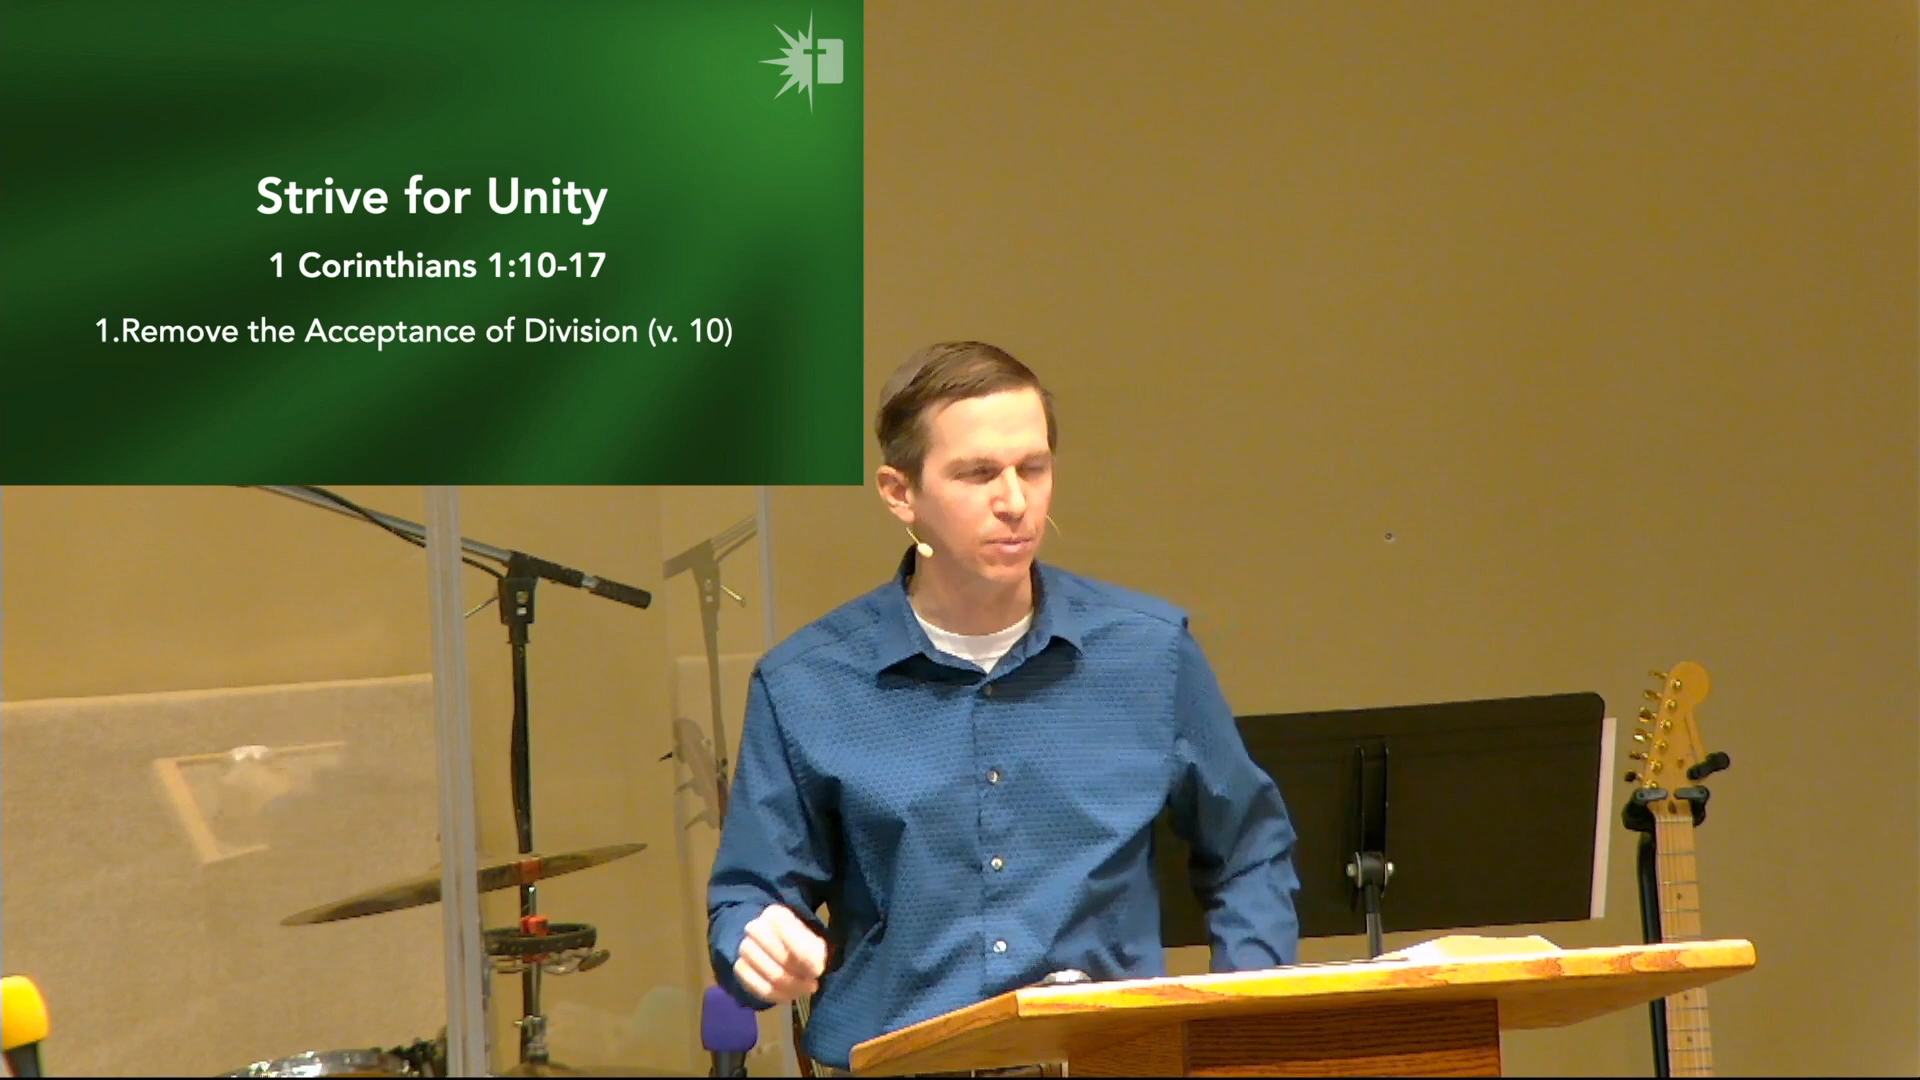 Strive for Unity
1 Corinthians 1:10-17
1.Remove the Acceptance of Division (v. 10)